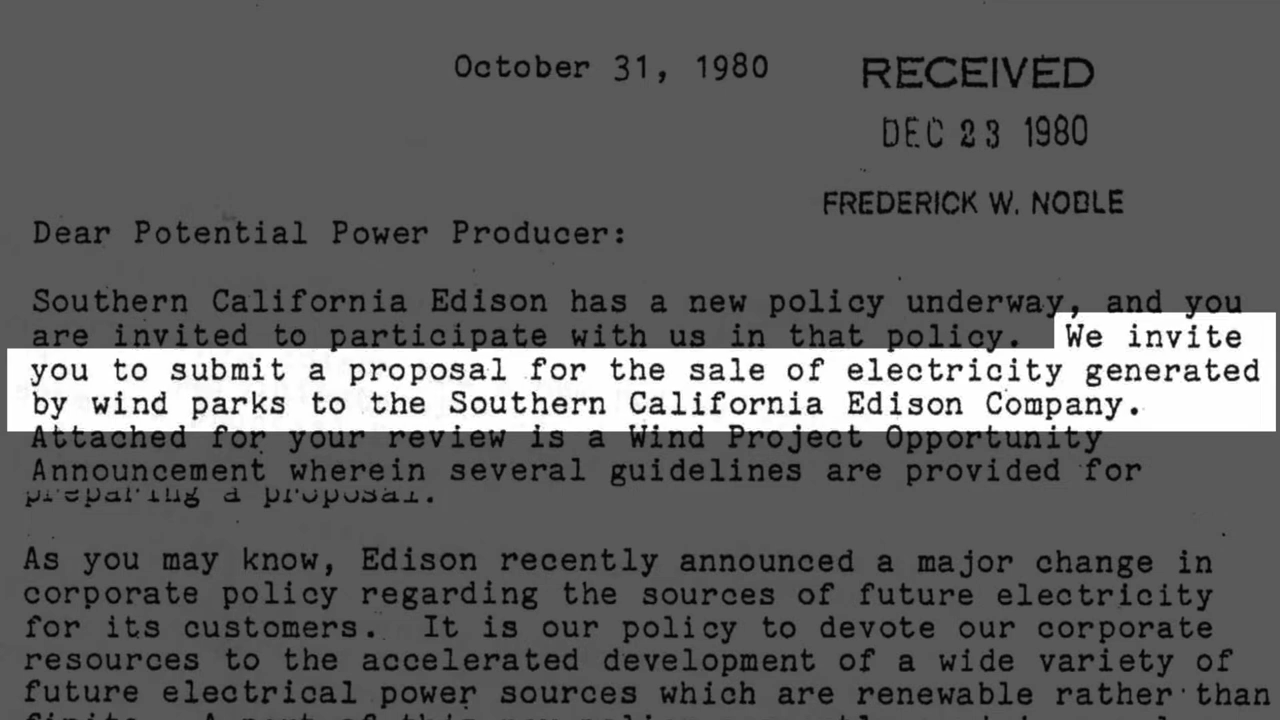 October 31, 1980
RECEIVED
DEC 23 1980
FREDERICK W. NOBLE
Dear Potential Power Producer:
Southern California Edison has a new policy underway, and you
are invited to participate with us in that policy. We invite
you to submit a proposal for the sale of electricity generated
by wind parks to the Southern California Edison Company.
Attached for your review is a Wind Project Opportunity
Announcement wherein several guidelines are provided for
preparing a proposal.
As you may know, Edison recently announced a major change in
corporate policy regarding the sources of future electricity
for its customers. It is our policy to devote our corporate
resources to the accelerated development of a wide variety of
future electrical power sources which are renewable rather than
finite. A part of this new policy